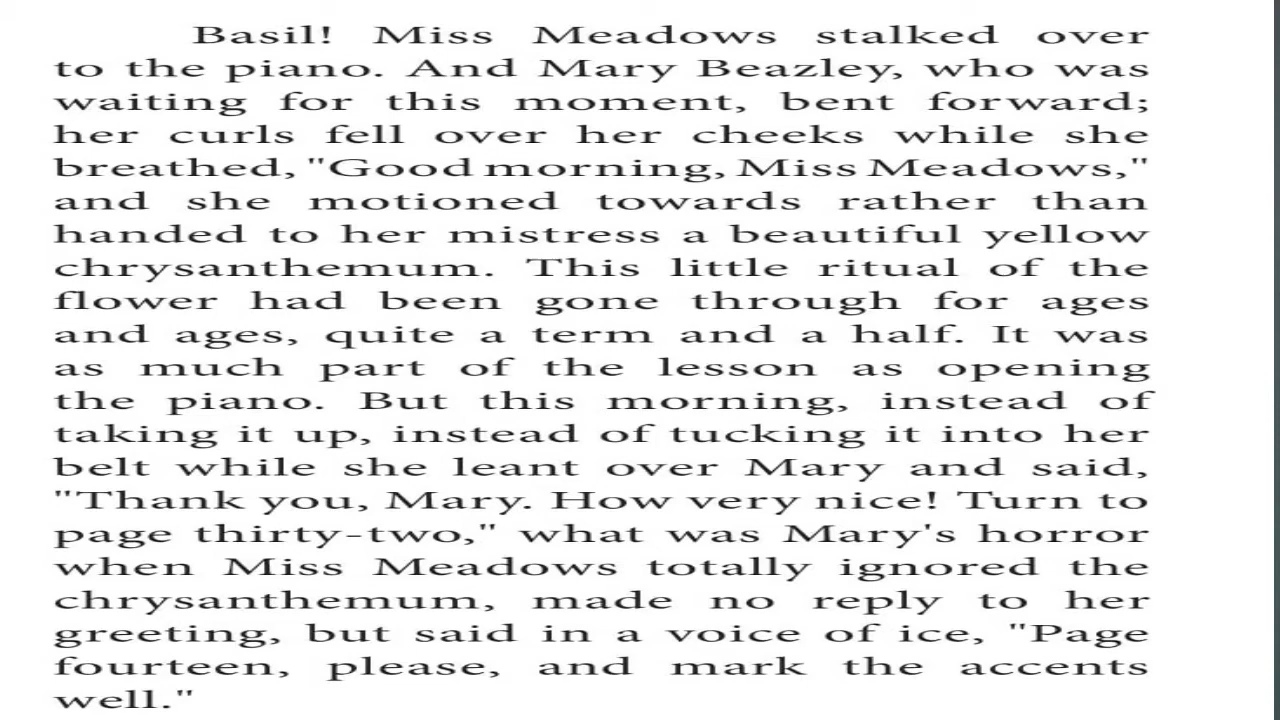 Basil! Miss Meadows stalked over
to the piano. And Mary Beazley, who was
waiting for this moment, bent forward;
her curls fell over her cheeks while she
breathed, "Good morning, Miss Meadows,"
and she motioned towards rather than
handed to her mistress a beautiful yellow
chrysanthemum. This little ritual of the
flower had been gone through for ages
and ages, quite a term and a half. It was
as much part of the lesson as opening
the piano. But this morning, instead of
taking it up, instead of tucking it into her
belt while she leant over Mary and said,
"Thank you, Mary. How very nice! Turn to
page thirty-two," what was Mary's horror
when Miss Meadows totally ignored the
chrysanthemum, made no reply to her
greeting, but said in a voice of ice, "Page
fourteen, please, and mark the accents
well."